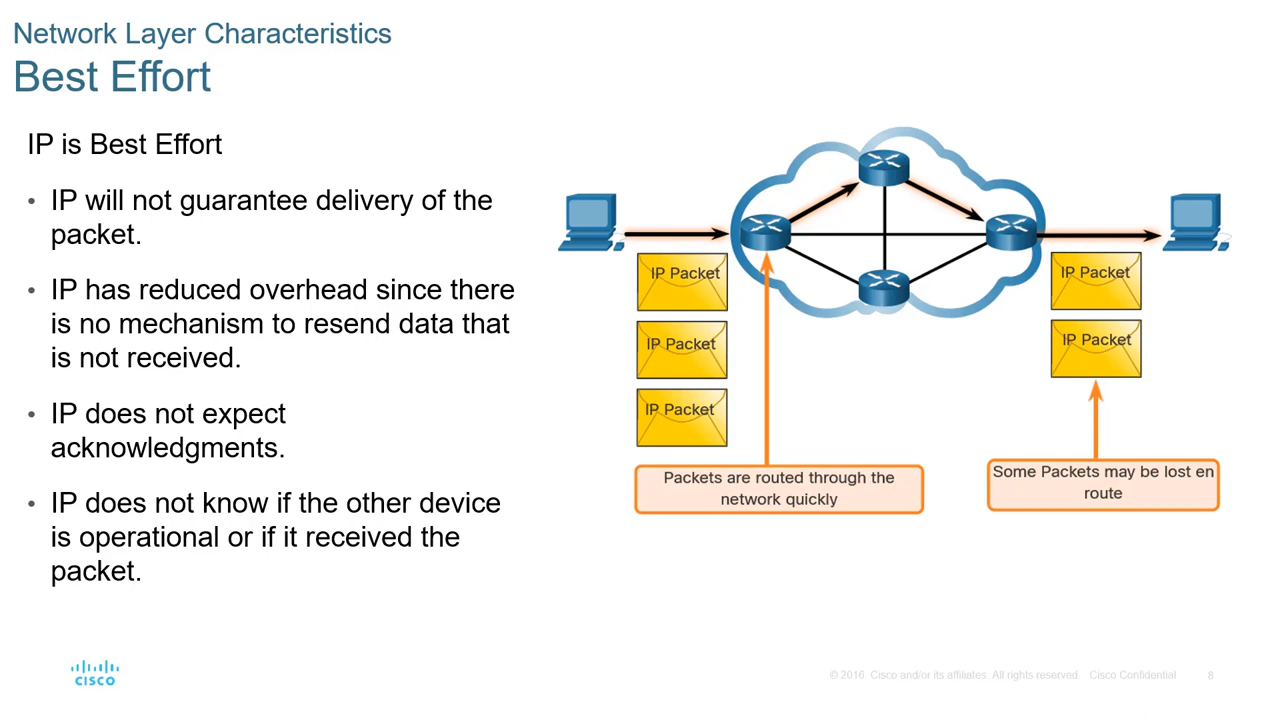 Network Layer Characteristics
Best Effort
IP is Best Effort
• IP will not guarantee delivery of the
packet.
• IP has reduced overhead since there
is no mechanism to resend data that
is not received.
• IP does not expect
acknowledgments.
• IP does not know if the other device
is operational or if it received the
packet.
IP Packet
IP Packet
IP Packet
Packets are routed through the
network quickly
IP Packet
IP Packet
Some Packets may be lost en
route
CISCO
© 2016 Cisco and/or its affiliates. All rights reserved. Cisco Confidential
8